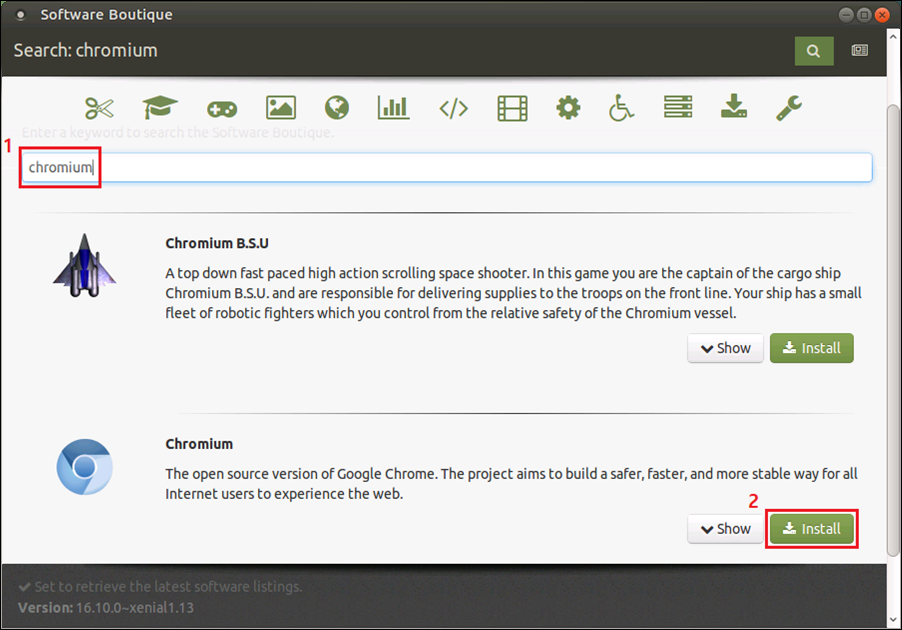 Software Boutique
Search: chromium
Enter a keyword to search the Software Boutique.
1
chromium
Chromium B.S.U
A top down fast paced high action scrolling space shooter. In this game you are the captain of the cargo ship
Chromium B.S.U. and are responsible for delivering supplies to the troops on the front line. Your ship has a small
fleet of robotic fighters which you control from the relative safety of the Chromium vessel.
Show Install
Chromium
The open source version of Google Chrome. The project aims to build a safer, faster, and more stable way for all
Internet users to experience the web.
2
Show Install
Set to retrieve the latest software listings.
Version: 16.10.0~xenial1.13